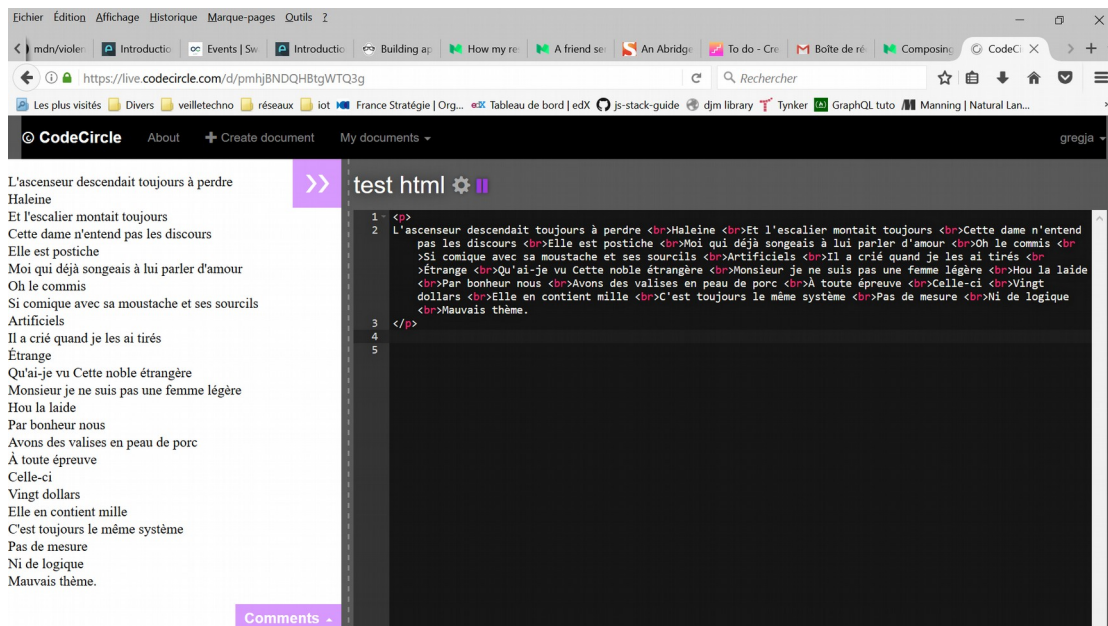 Fichier Édition Affichage Historique Marque-pages Outils ?
mdn/violen Introductio Events | Sw Introductio Building ap How my re A friend se An Abridge To do - Cre Boîte de ré Composing CodeCi
https://live.codecircle.com/d/pmhjBNDQHBtgWTQ3g Rechercher
Les plus visités Divers veilletechno réseaux iot France Stratégie | Org... edX Tableau de bord | edX js-stack-guide djm library Tynker GraphQL tuto Manning | Natural Lan...
© CodeCircle About + Create document My documents gregja
L'ascenseur descendait toujours à perdre
Haleine
Et l'escalier montait toujours
Cette dame n'entend pas les discours
Elle est postiche
Moi qui déjà songeais à lui parler d'amour
Oh le commis
Si comique avec sa moustache et ses sourcils
Artificiels
Il a crié quand je les ai tirés
Étrange
Qu'ai-je vu Cette noble étrangère
Monsieur je ne suis pas une femme légère
Hou la laide
Par bonheur nous
Avons des valises en peau de porc
À toute épreuve
Celle-ci
Vingt dollars
Elle en contient mille
C'est toujours le même système
Pas de mesure
Ni de logique
Mauvais thème.
Comments
test html
1 <p>
2 L'ascenseur descendait toujours à perdre <br>Haleine <br>Et l'escalier montait toujours <br>Cette dame n'entend
pas les discours <br>Elle est postiche <br>Moi qui déjà songeais à lui parler d'amour <br>Oh le commis <br
>Si comique avec sa moustache et ses sourcils <br>Artificiels <br>Il a crié quand je les ai tirés <br
>Étrange <br>Qu'ai-je vu Cette noble étrangère <br>Monsieur je ne suis pas une femme légère <br>Hou la laide
<br>Par bonheur nous <br>Avons des valises en peau de porc <br>À toute épreuve <br>Celle-ci <br>Vingt
dollars <br>Elle en contient mille <br>C'est toujours le même système <br>Pas de mesure <br>Ni de logique
<br>Mauvais thème.
3 </p>
4
5